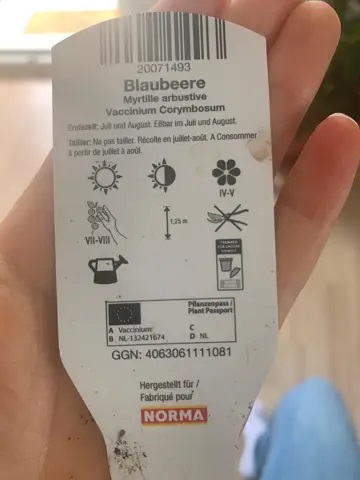 20071493
Blaubeere
Myrtille arbustive
Vaccinium Corymbosum
Erntezeit: Juli und August. Eßbar im Juli und August.
Tailler: Ne pas tailler. Récolte en juillet-août. A Consommer
à partir de juillet à août.
IV-V
VII-VIII
1,25 m.
Pflanzenpass /
Plant Passport
A Vaccinium
C
B NL-132421674
D NL
GGN: 4063061111081
Hergestellt für /
Fabriqué pour
NORMA